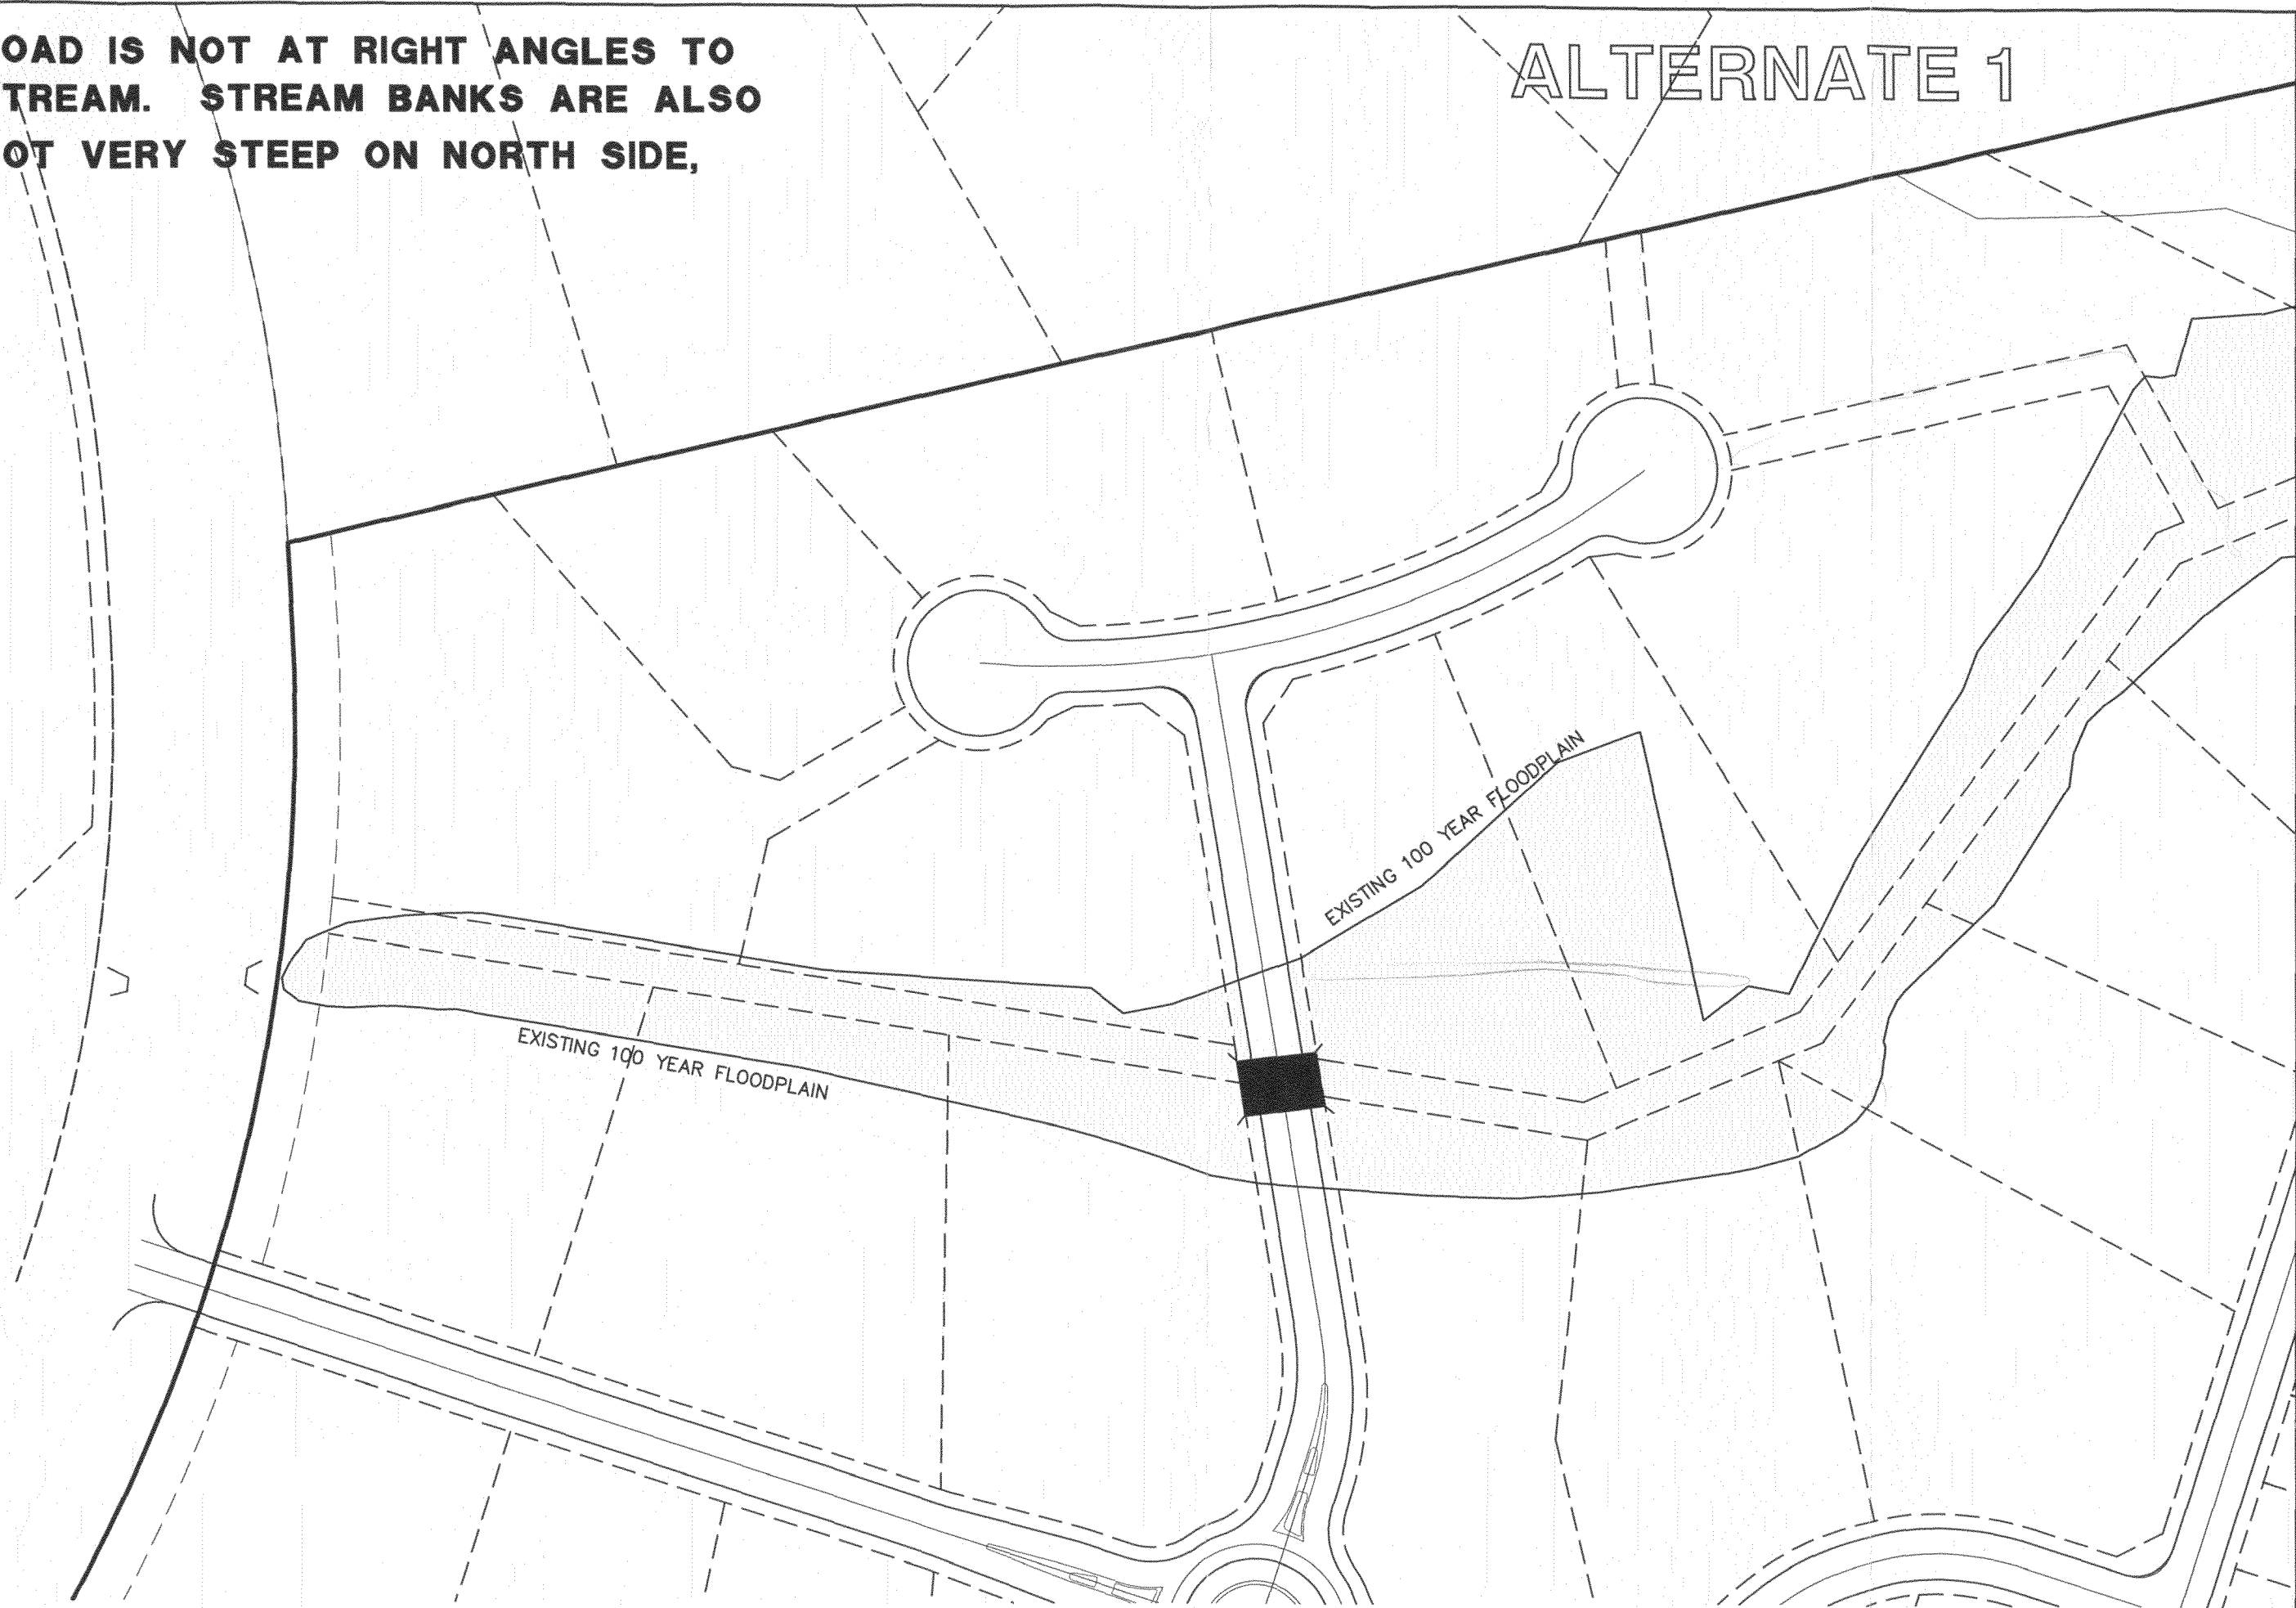 OAD IS NOT AT RIGHT ANGLES TO
TREAM. STREAM BANKS ARE ALSO
OT VERY STEEP ON NORTH SIDE,
ALTERNATE 1
EXISTING 100 YEAR FLOODPLAIN
EXISTING 100 YEAR FLOODPLAIN